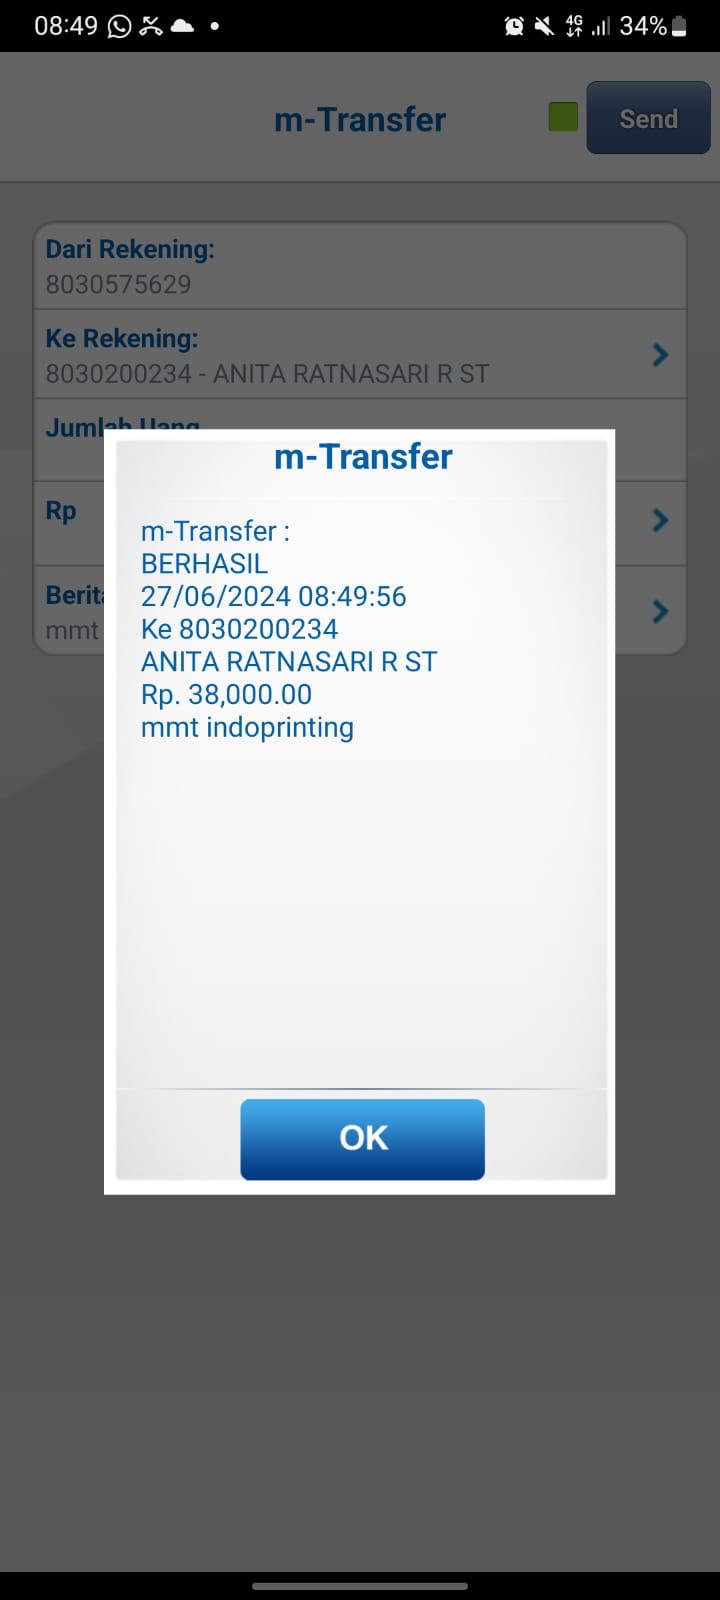 08:49
4G
34%
m-Transfer
Send
Dari Rekening:
8030575629
Ke Rekening:
8030200234 - ANITA RATNASARI R ST
Jumlah Uang
Rp
mmt
m-Transfer
m-Transfer :
BERHASIL
27/06/2024 08:49:56
Ke 8030200234
ANITA RATNASARI R ST
Rp. 38,000.00
mmt indoprinting
OK